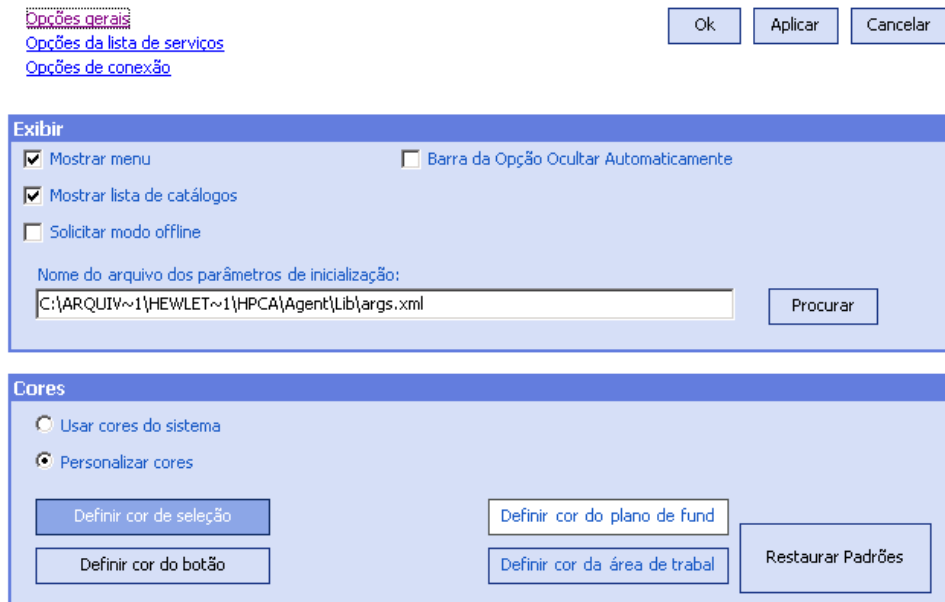 Opções gerais
Opções da lista de serviços
Opções de conexão
Ok
Aplicar
Cancelar
Exibir
Mostrar menu
Barra da Opção Ocultar Automaticamente
Mostrar lista de catálogos
Solicitar modo offline
Nome do arquivo dos parâmetros de inicialização:
C:\ARQUIV~1\HEWLET~1\HPCA\Agent\Lib\args.xml
Procurar
Cores
Usar cores do sistema
Personalizar cores
Definir cor de seleção
Definir cor do plano de fund
Definir cor do botão
Definir cor da área de trabal
Restaurar Padrões